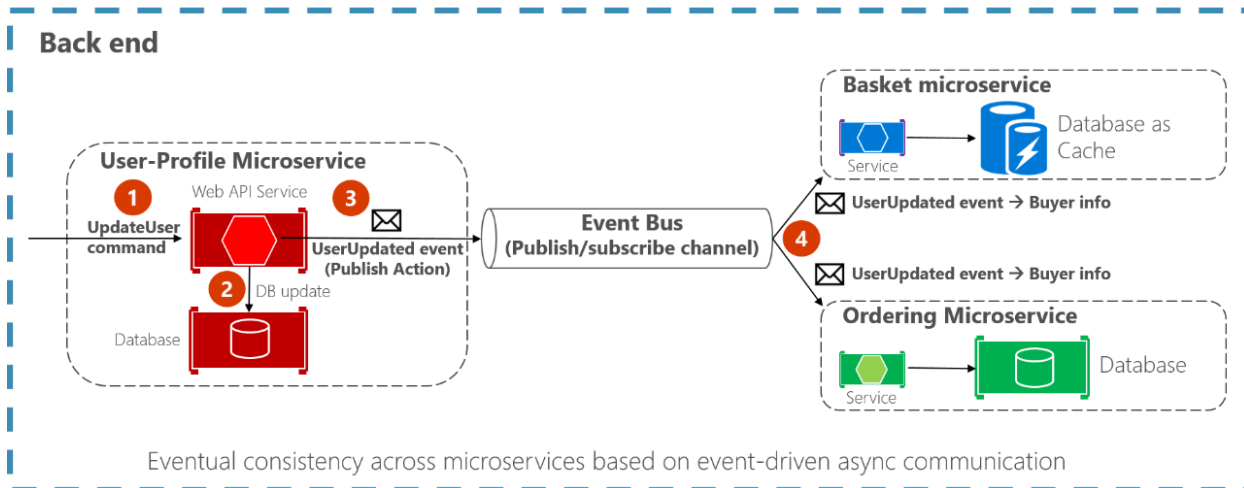 Back end
User-Profile Microservice
1
Web API Service
3
UpdateUser
command
UserUpdated event
(Publish Action)
2
DB update
Database
Event Bus
(Publish/subscribe channel)
4
Basket microservice
Service
Database as
Cache
UserUpdated event → Buyer info
UserUpdated event → Buyer info
Ordering Microservice
Service
Database
Eventual consistency across microservices based on event-driven async communication